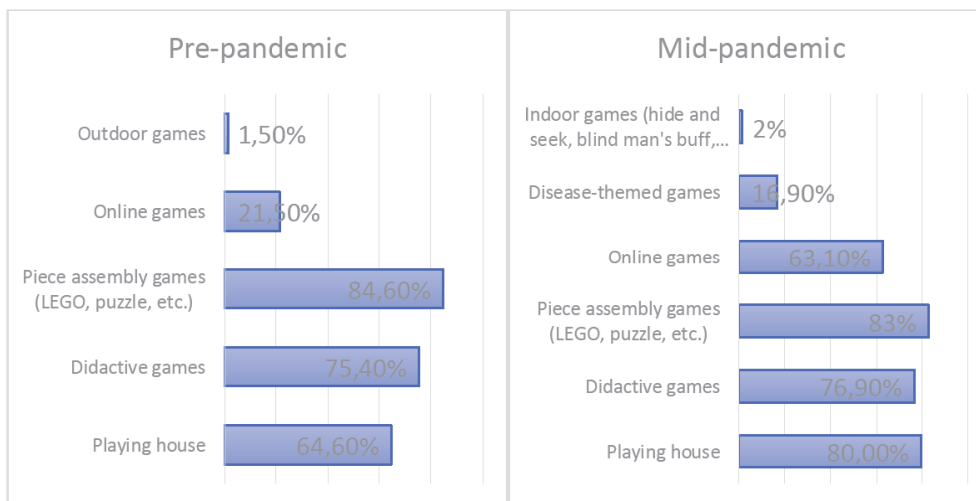 Pre-pandemic
Outdoor games
1,50%
Online games
21,50%
Piece assembly games
(LEGO, puzzle, etc.)
84,60%
Didactive games
75,40%
Playing house
64,60%
Mid-pandemic
Indoor games (hide and
seek, blind man's buff,...
2%
Disease-themed games
16,90%
Online games
63,10%
Piece assembly games
(LEGO, puzzle, etc.)
83%
Didactive games
76,90%
Playing house
80,00%